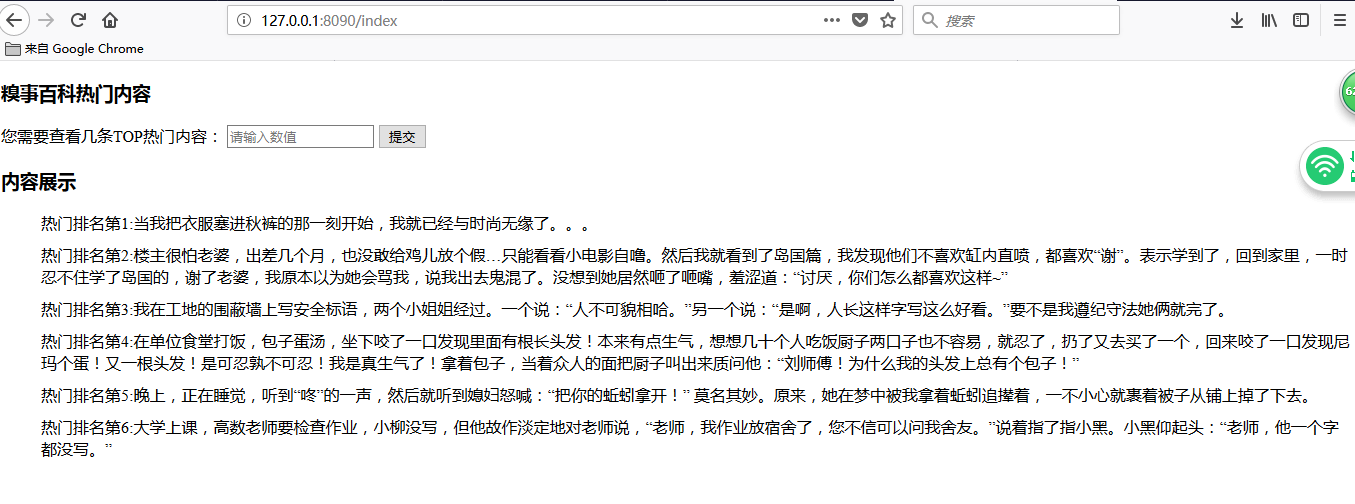 127.0.0.1:8090/index
搜索
来自 Google Chrome
糗事百科热门内容
62
您需要查看几条TOP热门内容： 请输入数值 提交
内容展示
热门排名第1:当我把衣服塞进秋裤的那一刻开始，我就已经与时尚无缘了。。。
热门排名第2:楼主很怕老婆，出差几个月，也没敢给鸡儿放个假…只能看看小电影自噜。然后我就看到了岛国篇，我发现他们不喜欢缸内直喷，都喜欢“谢”。表示学到了，回到家里，一时
忍不住学了岛国的，谢了老婆，我原本以为她会骂我，说我出去鬼混了。没想到她居然咂了咂嘴，羞涩道：“讨厌，你们怎么都喜欢这样~”
热门排名第3:我在工地的围蔽墙上写安全标语，两个小姐姐经过。一个说：“人不可貌相哈。”另一个说：“是啊，人长这样字写这么好看。”要不是我遵纪守法她俩就完了。
热门排名第4:在单位食堂打饭，包子蛋汤，坐下咬了一口发现里面有根长头发！本来有点生气，想想几十个人吃饭厨子两口子也不容易，就忍了，扔了又去买了一个，回来咬了一口发现尼
玛个蛋！又一根头发！是可忍孰不可忍！我是真生气了！拿着包子，当着众人的面把厨子叫出来质问他：“刘师傅！为什么我的头发上总有个包子！”
热门排名第5:晚上，正在睡觉，听到“咚”的一声，然后就听到媳妇怒喊：“把你的蚯蚓拿开！” 莫名其妙。原来，她在梦中被我拿着蚯蚓追撵着，一不小心就裹着被子从铺上掉了下去。
热门排名第6:大学上课，高数老师要检查作业，小柳没写，但他故作淡定地对老师说，“老师，我作业放宿舍了，您不信可以问我舍友。”说着指了指小黑。小黑仰起头：“老师，他一个字
都没写。”